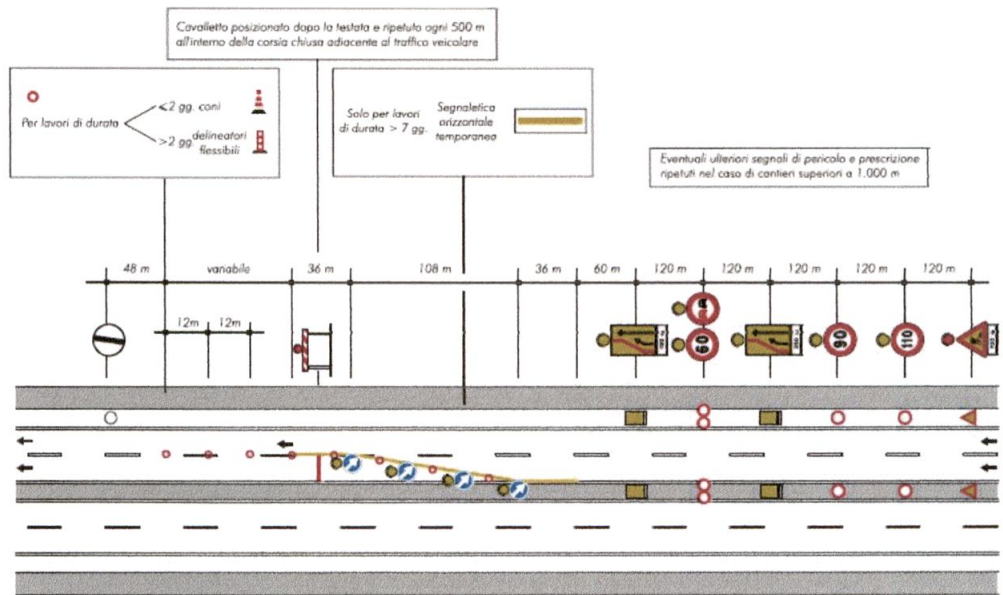 Cavalletto posizionato dopo la testata e ripetuto ogni 500 m
all'interno della corsia chiusa adiacente al traffico veicolare
Per lavori di durata
<2 gg. coni
>2 gg. delineatori
flessibili
Solo per lavori
di durata > 7 gg.
Segnaletica
orizzontale
temporanea
Eventuali ulteriori segnali di pericolo e prescrizione
ripetuti nel caso di cantieri superiori a 1.000 m
48 m
variabile
36 m
108 m
36 m
60 m
120 m
120 m
120 m
120 m
120 m
12m
12m
60
90
110